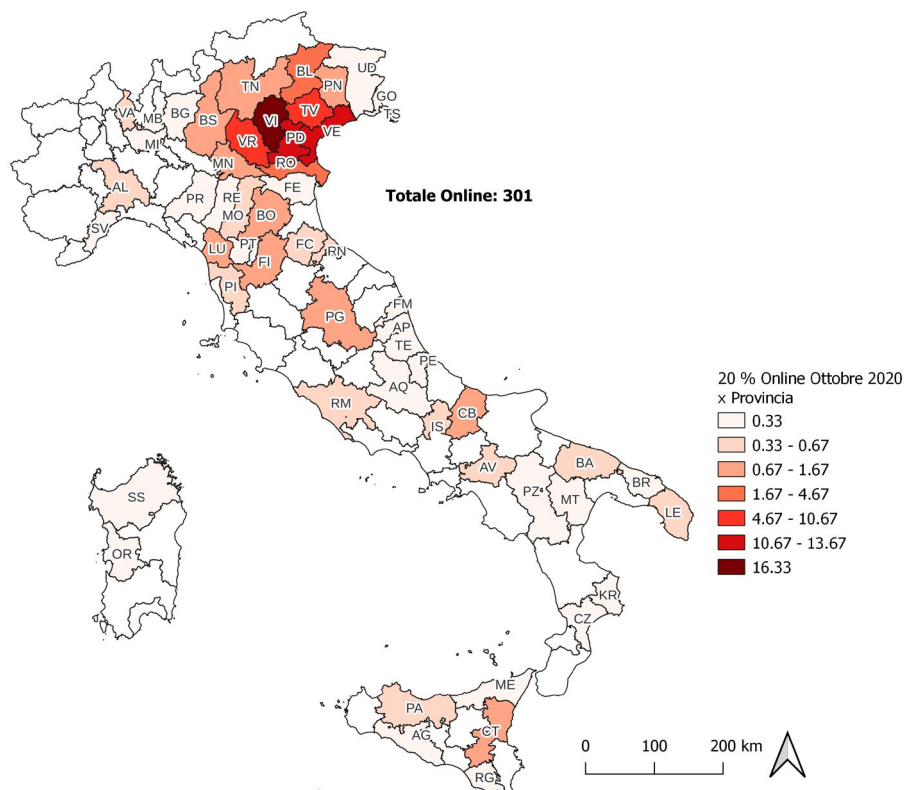 UD
BL
TN
PN
GO
VA
BG
TS
MB
BS
VI
TV
VE
MI
VR
PD
MN
RO
AL
FE
PR
RE
Totale Online: 301
MO
BO
SV
LU
PT
FC
RN
FI
PI
FM
PG
AP
TE
PE
AQ
RM
CB
IS
20 % Online Ottobre 2020
x Provincia
0.33
0.33 - 0.67
0.67 - 1.67
1.67 - 4.67
4.67 - 10.67
10.67 - 13.67
16.33
AV
BA
BR
PZ
MT
LE
SS
OR
KR
CZ
ME
PA
CT
AG
RG
0 100 200 km